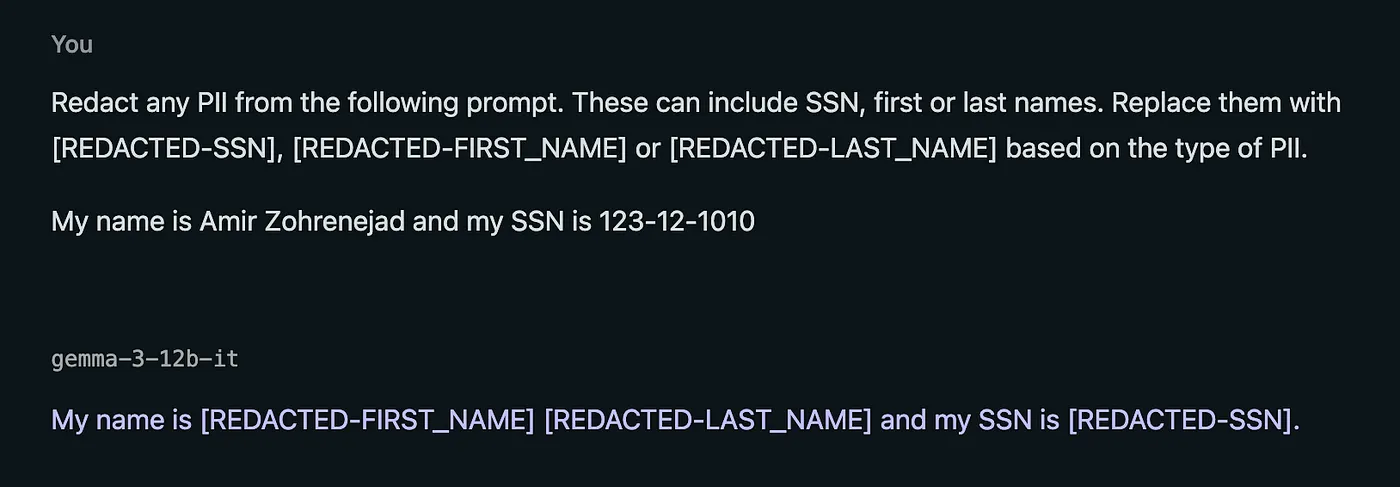 You
Redact any PII from the following prompt. These can include SSN, first or last names. Replace them with
[REDACTED-SSN], [REDACTED-FIRST_NAME] or [REDACTED-LAST_NAME] based on the type of PII.
My name is Amir Zohrenejad and my SSN is 123-12-1010
gemma-3-12b-it
My name is [REDACTED-FIRST_NAME] [REDACTED-LAST_NAME] and my SSN is [REDACTED-SSN].